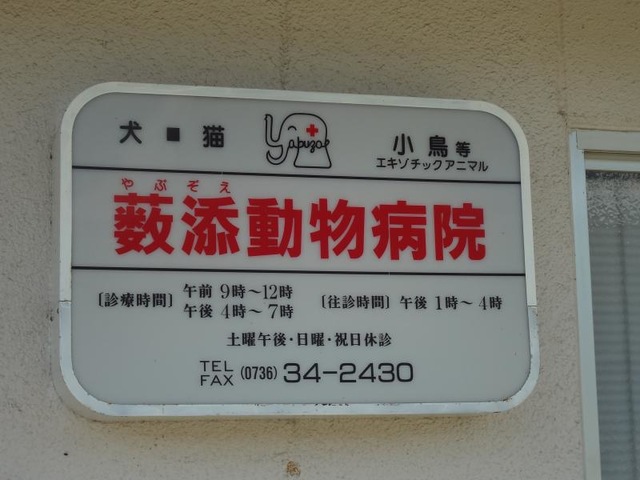 犬■猫 yabuzoe 小鳥等
エキゾチックアニマル
やぶぞえ
薮添動物病院
〔診療時間〕 午前 9時～12時 〔往診時間〕 午後 1時～4時
午後 4時～7時
土曜午後・日曜・祝日休診
TEL
FAX (0736) 34-2430